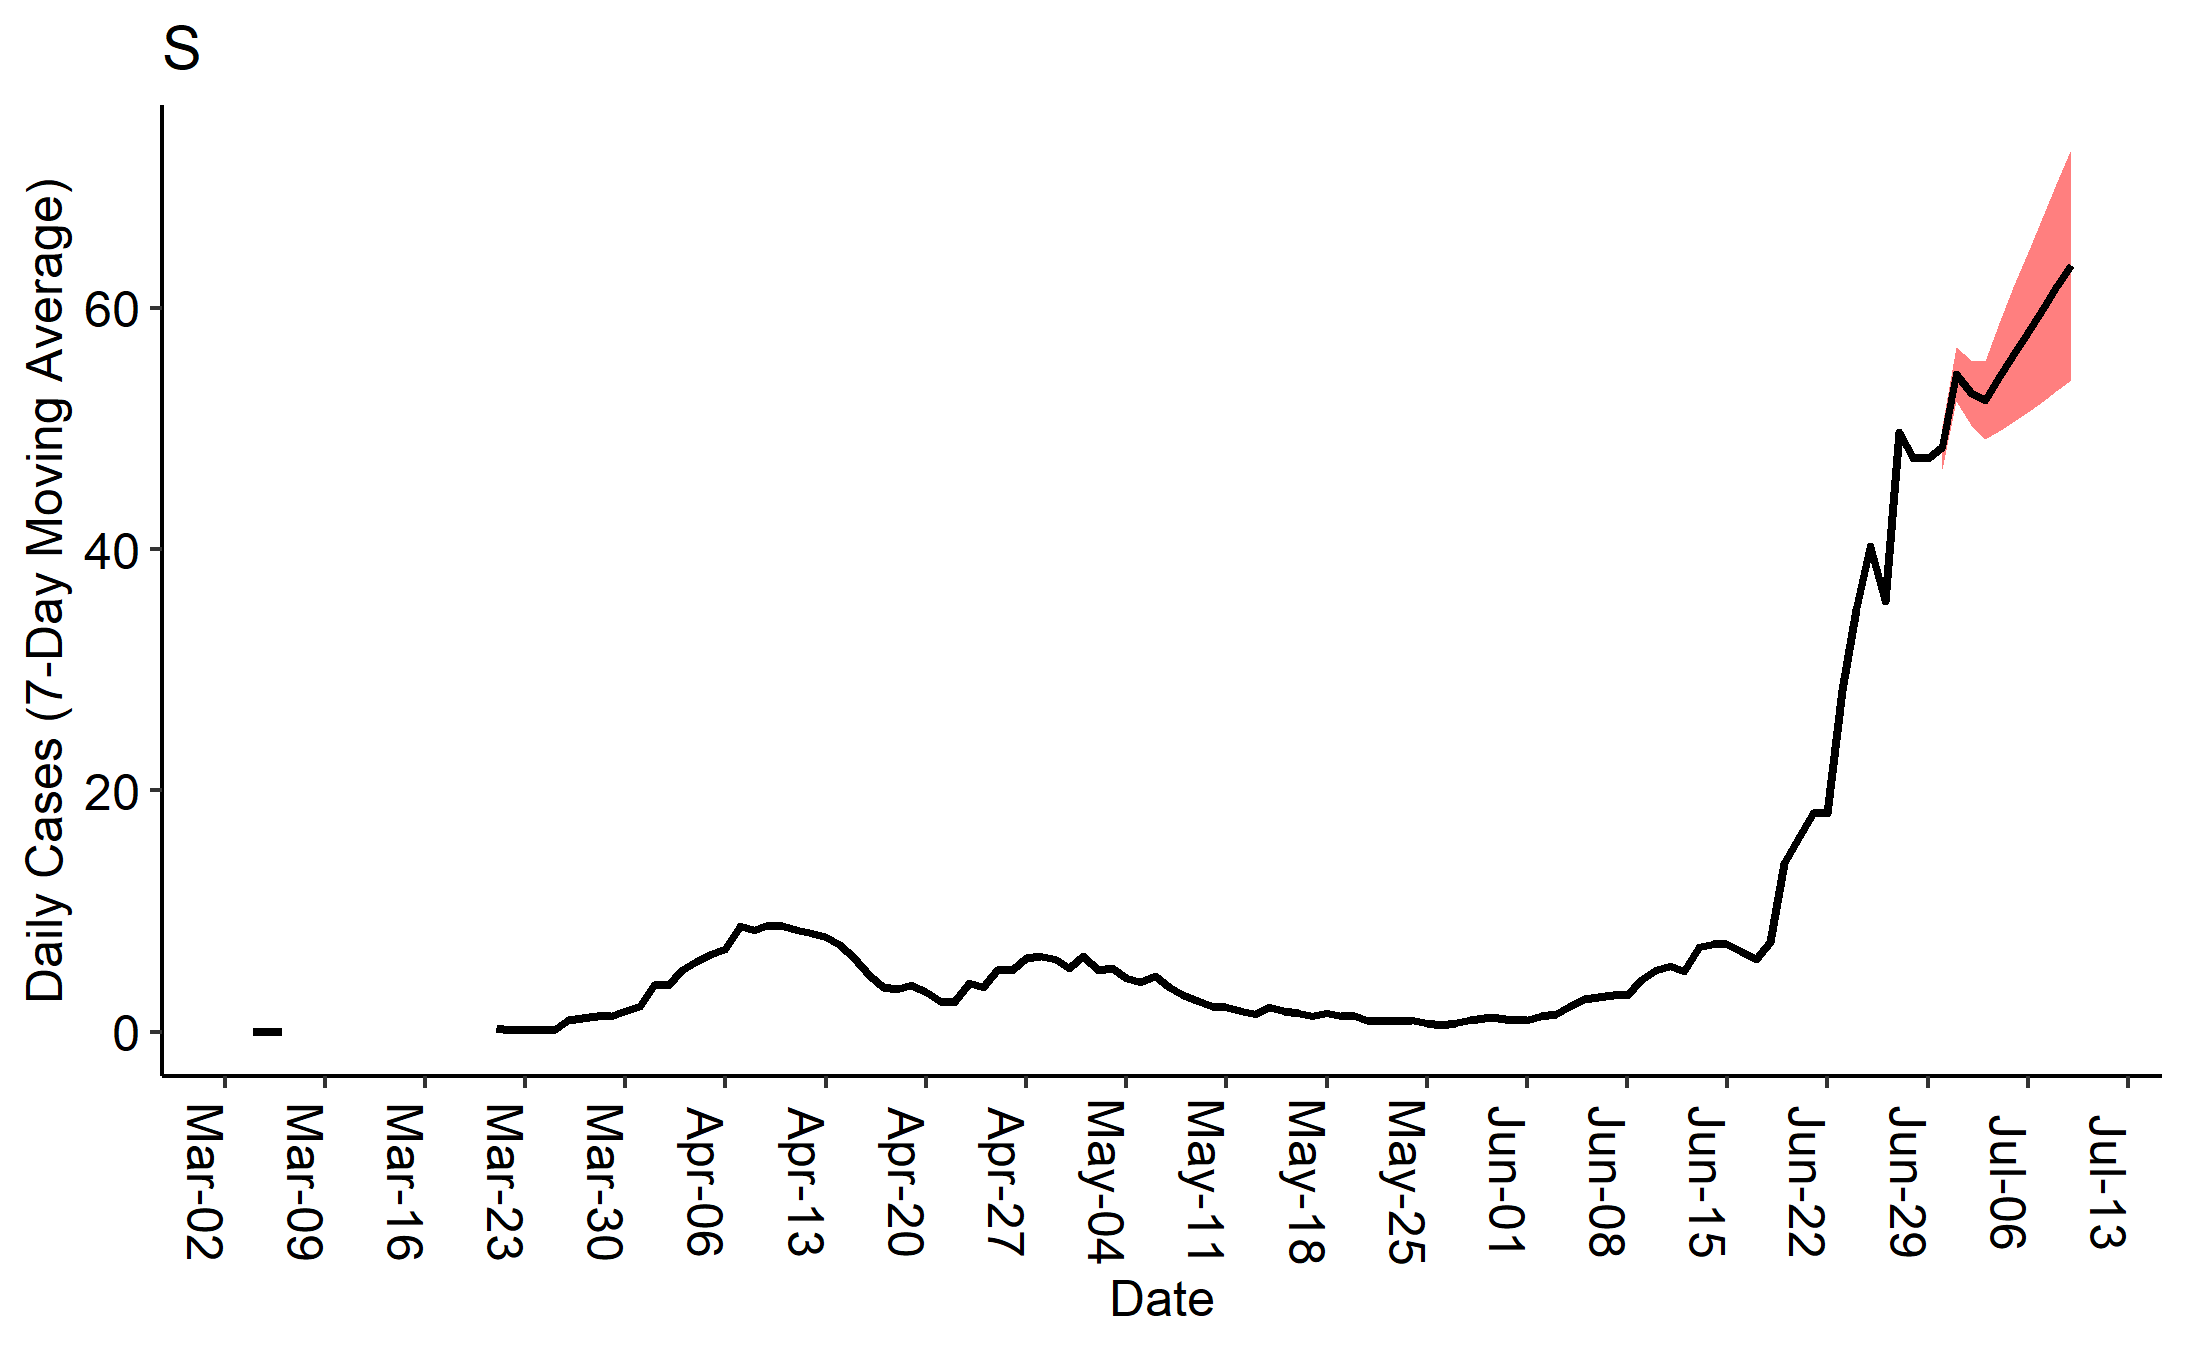 S
Daily Cases (7-Day Moving Average)
60
40
20
0
Mar-02
Mar-09
Mar-16
Mar-23
Mar-30
Apr-06
Apr-13
Apr-20
Apr-27
May-04
May-11
May-18
May-25
Jun-01
Jun-08
Jun-15
Jun-22
Jun-29
Jul-06
Jul-13
Date